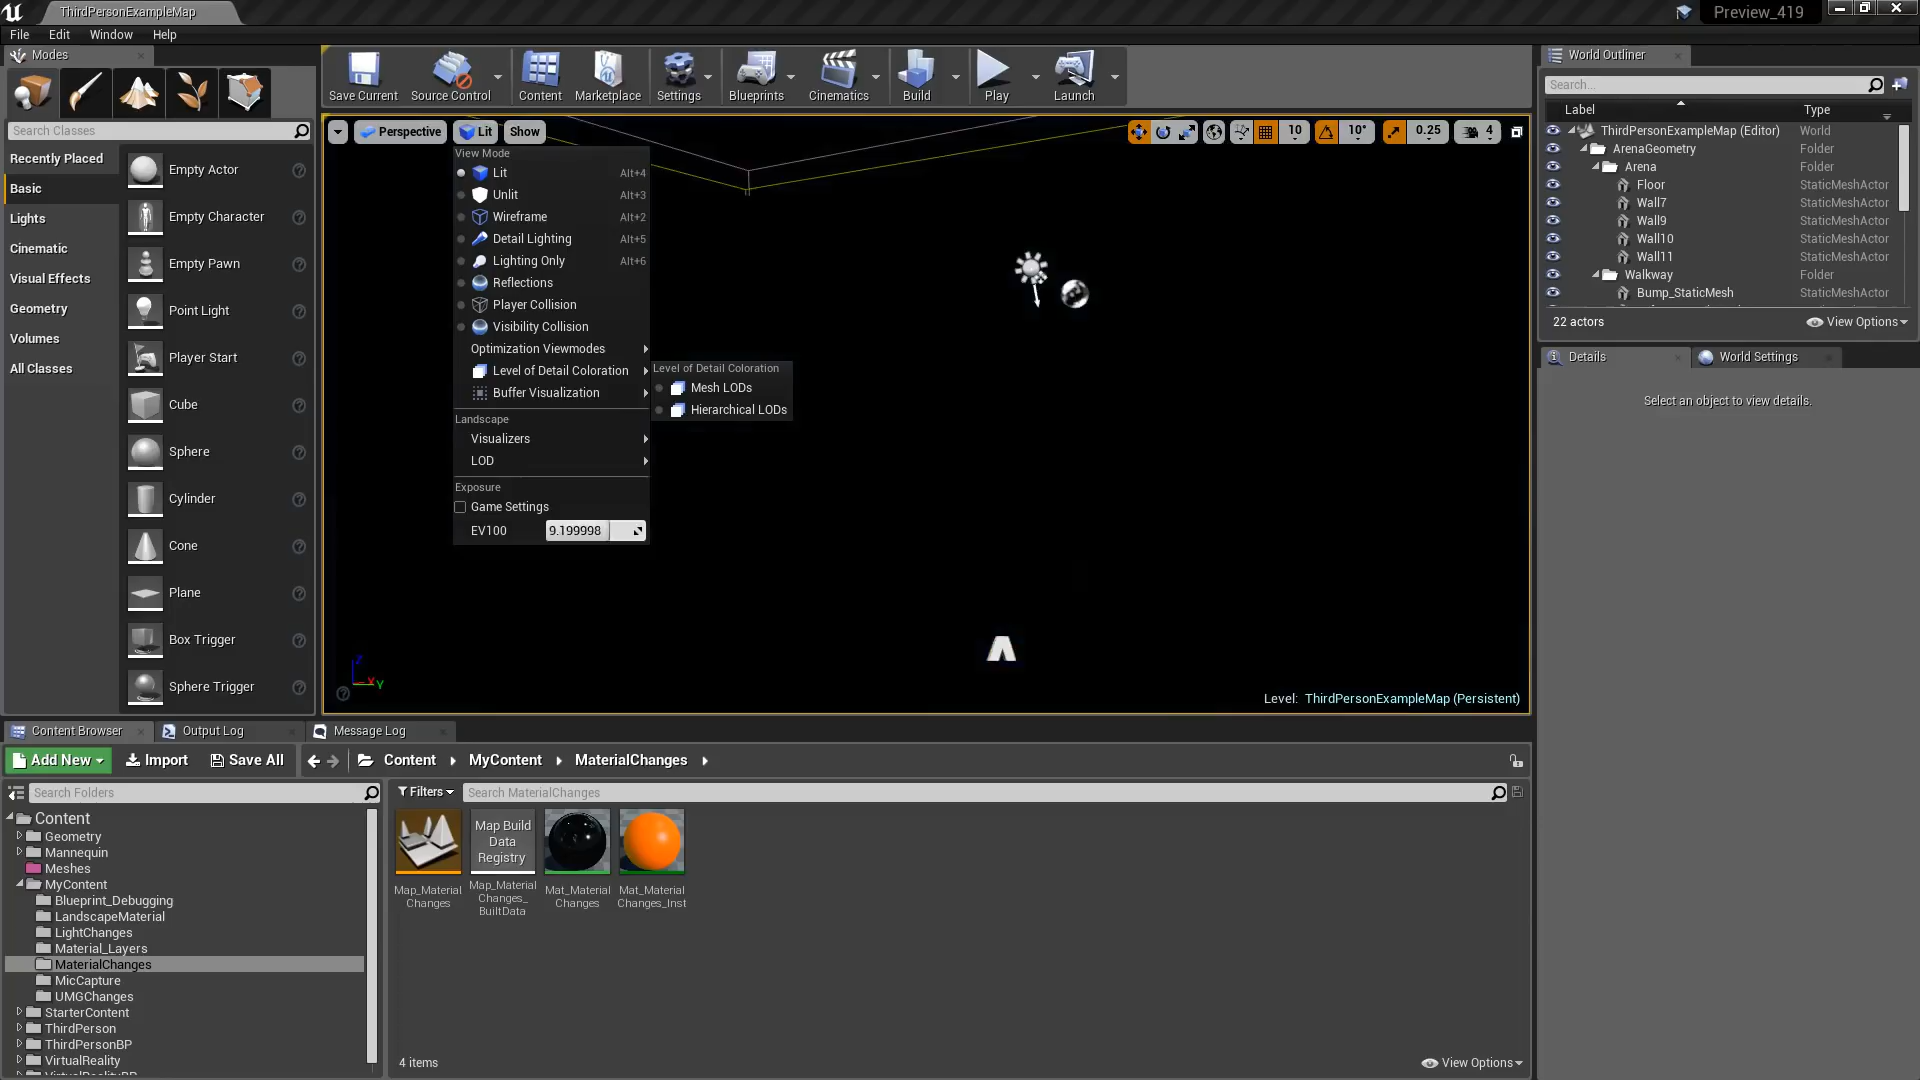 ThirdPersonExampleMap
Preview_419
File Edit Window Help
Modes
Search Classes
Recently Placed
Basic
Lights
Cinematic
Visual Effects
Geometry
Volumes
All Classes
Empty Actor
Empty Character
Empty Pawn
Point Light
Player Start
Cube
Sphere
Cylinder
Cone
Plane
Box Trigger
Sphere Trigger
Save Current Source Control Content Marketplace Settings Blueprints Cinematics Build Play Launch
Perspective Lit Show
10 10° 0.25 4
View Mode
Lit Alt+4
Unlit Alt+3
Wireframe Alt+2
Detail Lighting Alt+5
Lighting Only Alt+6
Reflections
Player Collision
Visibility Collision
Optimization Viewmodes
Level of Detail Coloration
Buffer Visualization
Landscape
Visualizers
LOD
Exposure
Game Settings
EV100 9.199998
Level of Detail Coloration
Mesh LODs
Hierarchical LODs
Z
X
Y
Level: ThirdPersonExampleMap (Persistent)
World Outliner
Search...
Label Type
ThirdPersonExampleMap (Editor) World
ArenaGeometry Folder
Arena Folder
Floor StaticMeshActor
Wall7 StaticMeshActor
Wall9 StaticMeshActor
Wall10 StaticMeshActor
Wall11 StaticMeshActor
Walkway Folder
Bump_StaticMesh StaticMeshActor
22 actors View Options
Details World Settings
Select an object to view details.
Content Browser Output Log Message Log
Add New Import Save All Content MyContent MaterialChanges
Search Folders
Content
Geometry
Mannequin
Meshes
MyContent
Blueprint_Debugging
LandscapeMaterial
LightChanges
Material_Layers
MaterialChanges
MicCapture
UMGChanges
StarterContent
ThirdPerson
ThirdPersonBP
VirtualReality
Filters Search MaterialChanges
Map Build
Data
Registry
Map_Material
Changes
Map_Material
Changes_
BuiltData
Mat_Material
Changes
Mat_Material
Changes_Inst
4 items
View Options